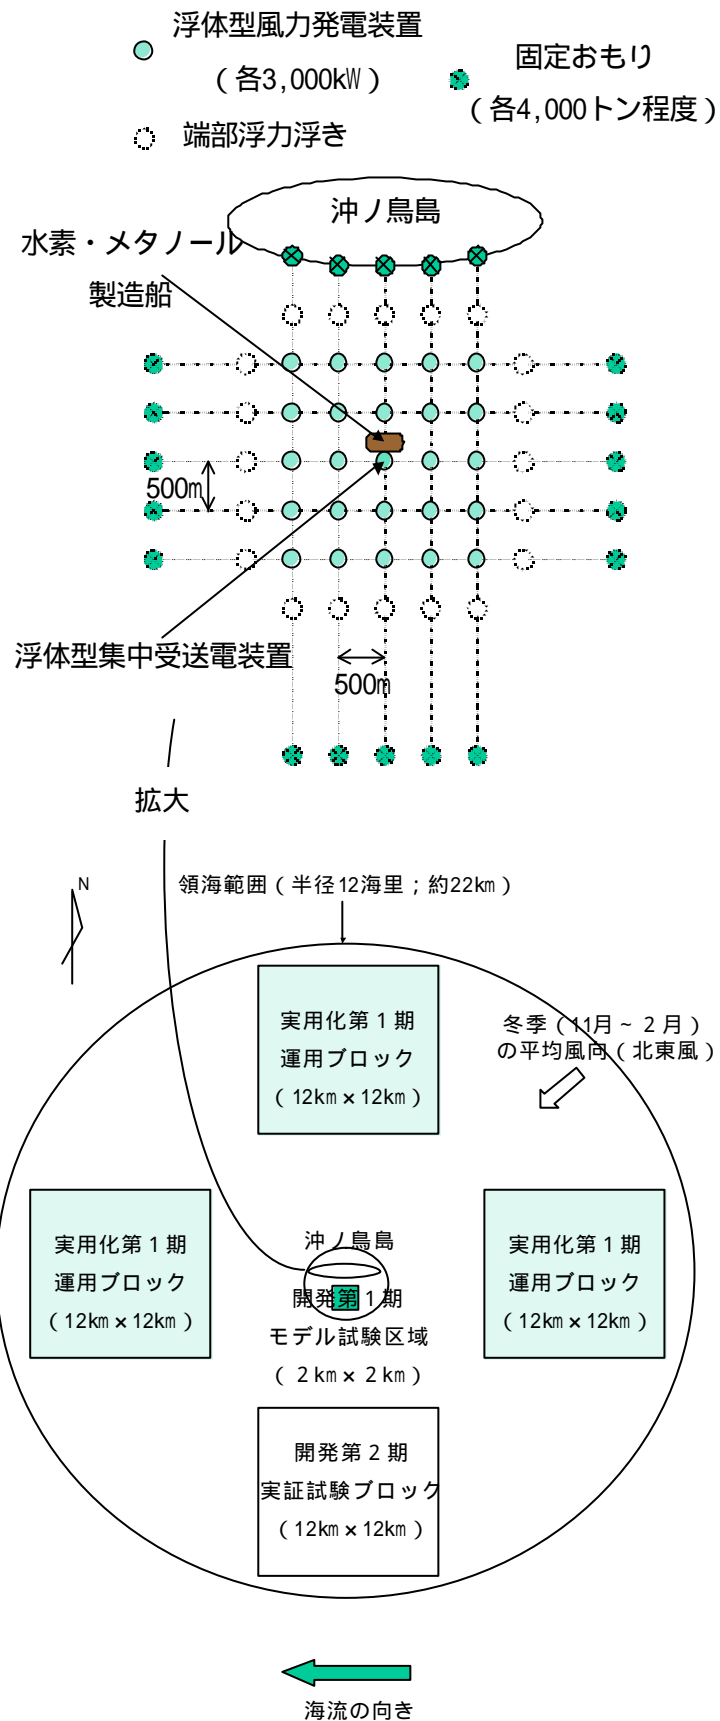 浮体型風力発電装置
(各3,000kW)
固定おもり
(各4,000トン程度)
端部浮力浮き
沖ノ鳥島
水素・メタノール
製造船
500m
浮体型集中受送電装置
500m
拡大
N
領海範囲(半径12海里;約22km)
実用化第1期
運用ブロック
(12km×12km)
冬季(11月~2月)
の平均風向(北東風)
実用化第1期
運用ブロック
(12km×12km)
沖ノ鳥島
開発第1期
モデル試験区域
(2km×2km)
実用化第1期
運用ブロック
(12km×12km)
開発第2期
実証試験ブロック
(12km×12km)
海流の向き